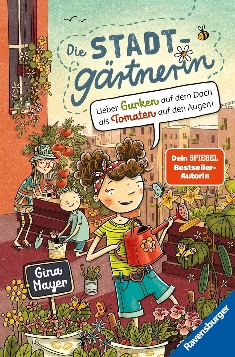 Die STADT-
gärtnerin
Lieber Gurken auf dem Dach
als Tomaten auf den Augen!
Dein SPIEGEL
Bestseller-
Autorin
Gina
Mayer
Ravensburger